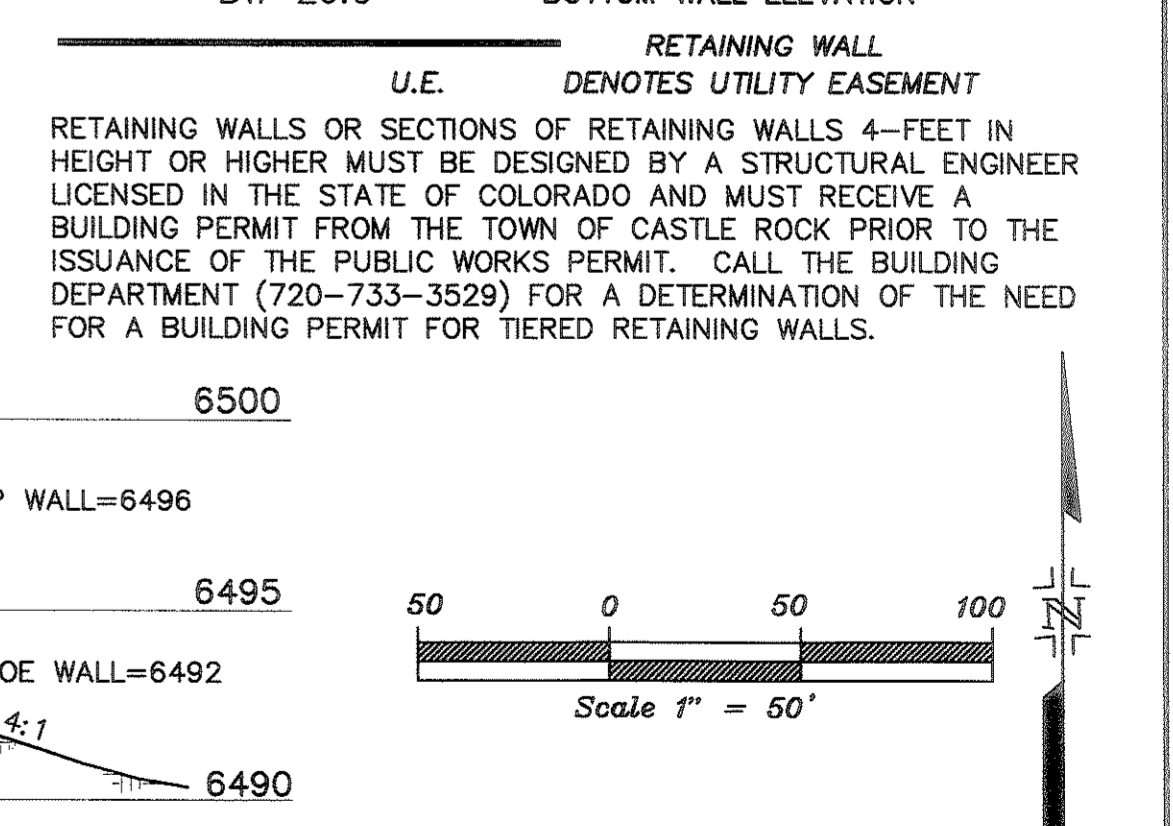 BOTTOM WALL ELEVATION
RETAINING WALL
U.E. DENOTES UTILITY EASEMENT
RETAINING WALLS OR SECTIONS OF RETAINING WALLS 4-FEET IN
HEIGHT OR HIGHER MUST BE DESIGNED BY A STRUCTURAL ENGINEER
LICENSED IN THE STATE OF COLORADO AND MUST RECEIVE A
BUILDING PERMIT FROM THE TOWN OF CASTLE ROCK PRIOR TO THE
ISSUANCE OF THE PUBLIC WORKS PERMIT. CALL THE BUILDING
DEPARTMENT (720-733-3529) FOR A DETERMINATION OF THE NEED
FOR A BUILDING PERMIT FOR TIERED RETAINING WALLS.
6500
WALL=6496
6495
OE WALL=6492
4:1
6490
50 0 50 100
Scale 1" = 50'
N